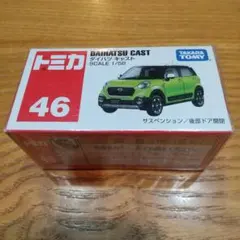 トミカ
DAIHATSU CAST
ダイハツ キャスト
SCALE 1/56
TAKARA
TOMY
46
サスペンション/後部ドア開閉